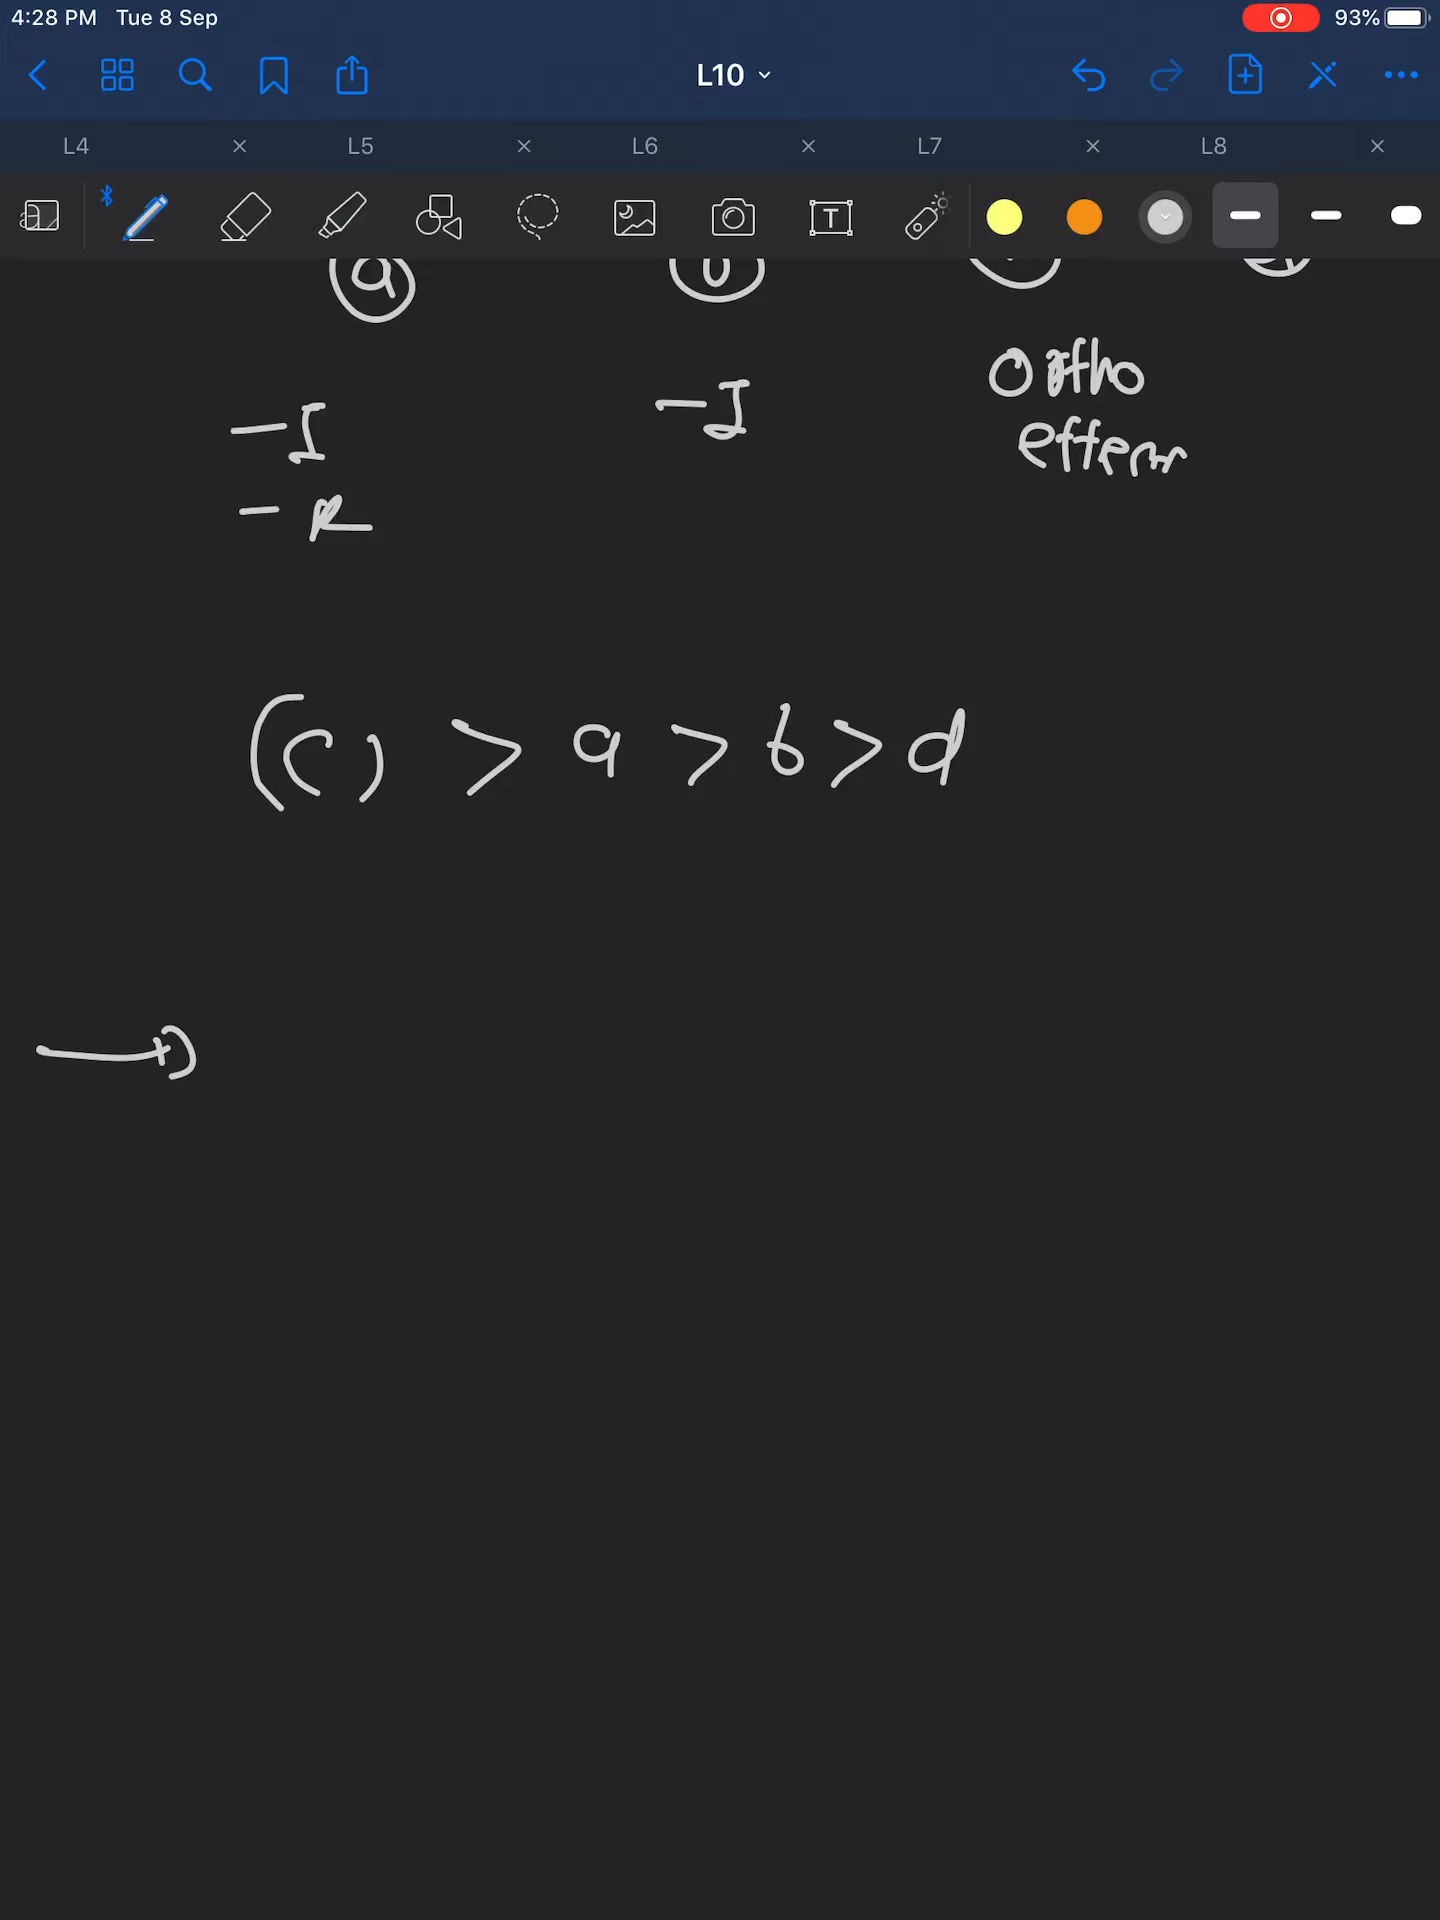 4:28 PM Tue 8 Sep 93%
L10
L4 × L5 × L6 × L7 × L8 ×
T
a
Ortho
-I -I effect
-R
(c) > a > b > d